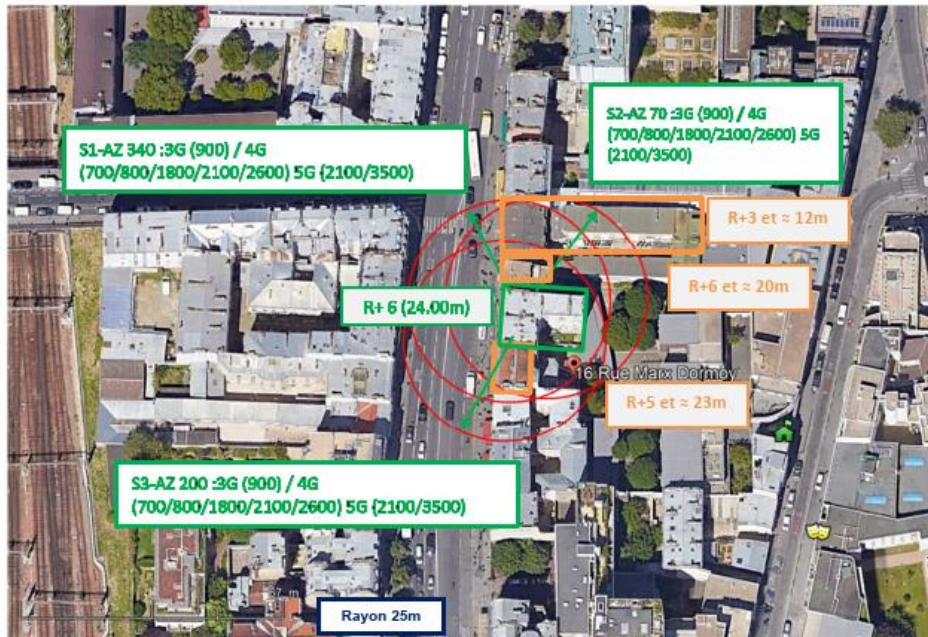 S2-AZ 70 :3G (900) / 4G
(700/800/1800/2100/2600) 5G
(2100/3500)
S1-AZ 340 :3G (900) / 4G
(700/800/1800/2100/2600) 5G (2100/3500)
R+3 et ≈ 12m
R+6 et ≈ 20m
R+ 6 (24.00m)
16 Rue Marx Dormoy
R+5 et ≈ 23m
S3-AZ 200 :3G (900) / 4G
(700/800/1800/2100/2600) 5G (2100/3500)
Rayon 25m